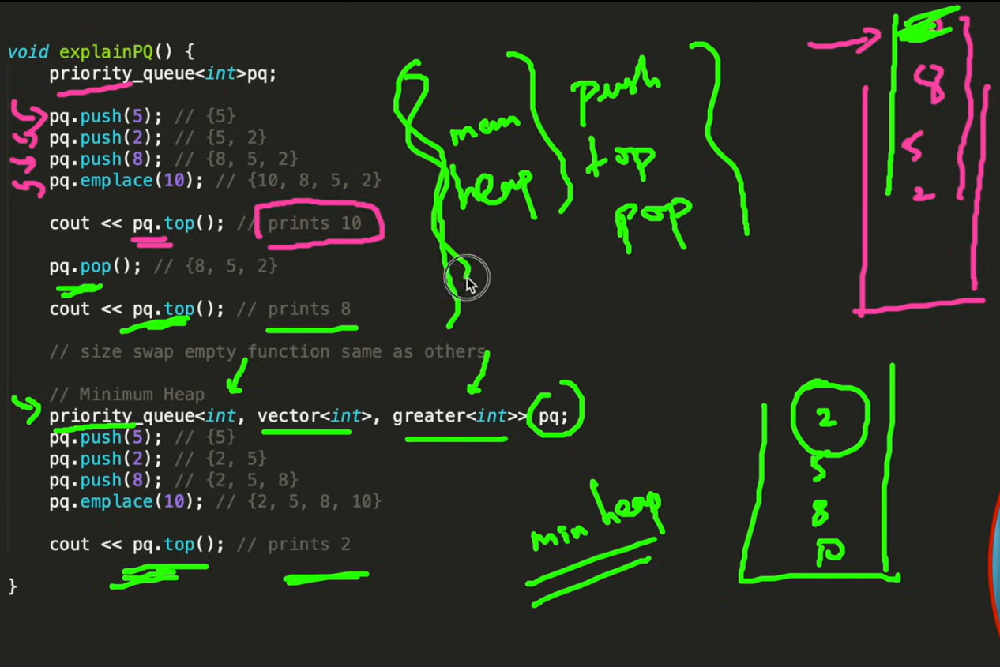 void explainPQ() {
priority_queue<int>pq;
pq.push(5); // {5}
pq.push(2); // {5, 2}
pq.push(8); // {8, 5, 2}
pq.emplace(10); // {10, 8, 5, 2}
cout << pq.top(); // prints 10
pq.pop(); // {8, 5, 2}
cout << pq.top(); // prints 8
// size swap empty function same as others
// Minimum Heap
priority_queue<int, vector<int>, greater<int>> pq;
pq.push(5); // {5}
pq.push(2); // {2, 5}
pq.push(8); // {2, 5, 8}
pq.emplace(10); // {2, 5, 8, 10}
cout << pq.top(); // prints 2
}
heap
push
top
pop
8
5
2
min heap
2
5
8
10